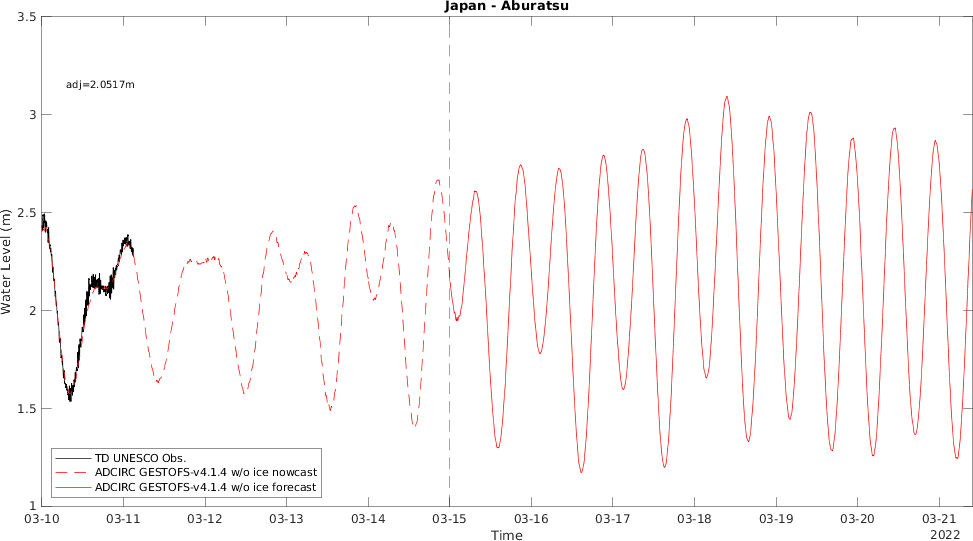 Japan - Aburatsu
3.5
3
2.5
2
1.5
1
Water Level (m)
adj=2.0517m
TD UNESCO Obs.
ADCIRC GESTOFS-v4.1.4 w/o ice nowcast
ADCIRC GESTOFS-v4.1.4 w/o ice forecast
03-10 03-11 03-12 03-13 03-14 03-15 03-16 03-17 03-18 03-19 03-20 03-21
Time
2022